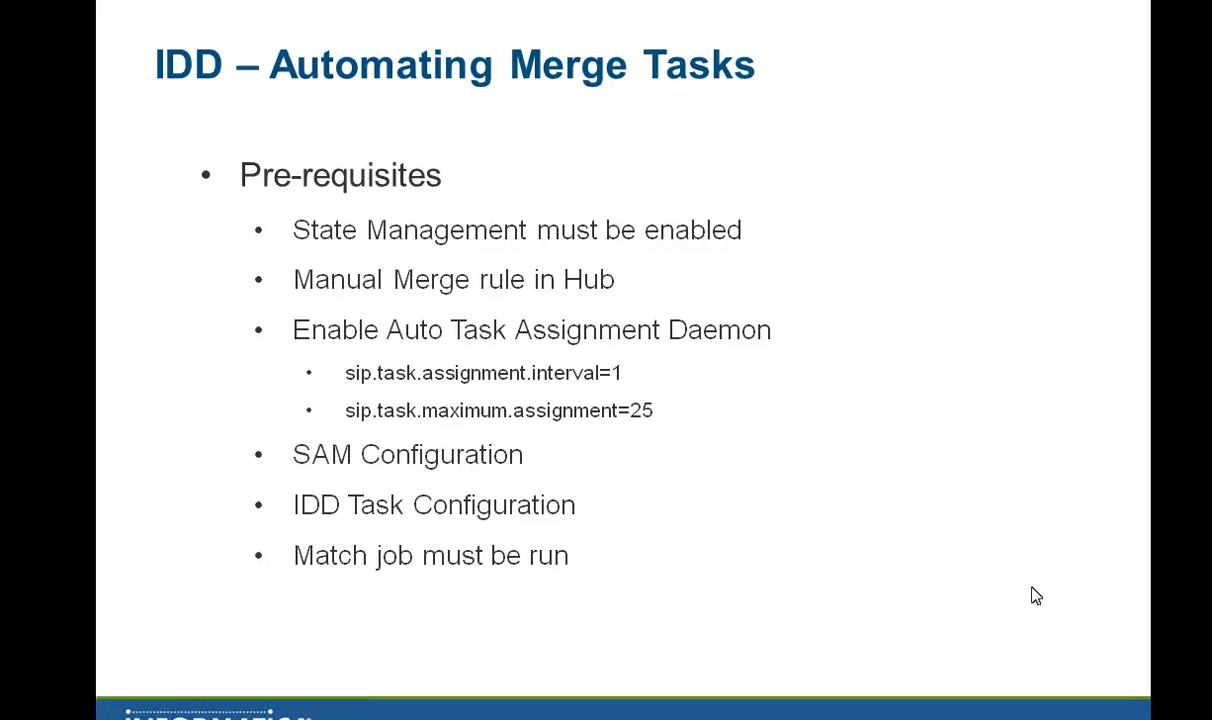 IDD – Automating Merge Tasks
• Pre-requisites
• State Management must be enabled
• Manual Merge rule in Hub
• Enable Auto Task Assignment Daemon
• sip.task.assignment.interval=1
• sip.task.maximum.assignment=25
• SAM Configuration
• IDD Task Configuration
• Match job must be run
INFORMATICA